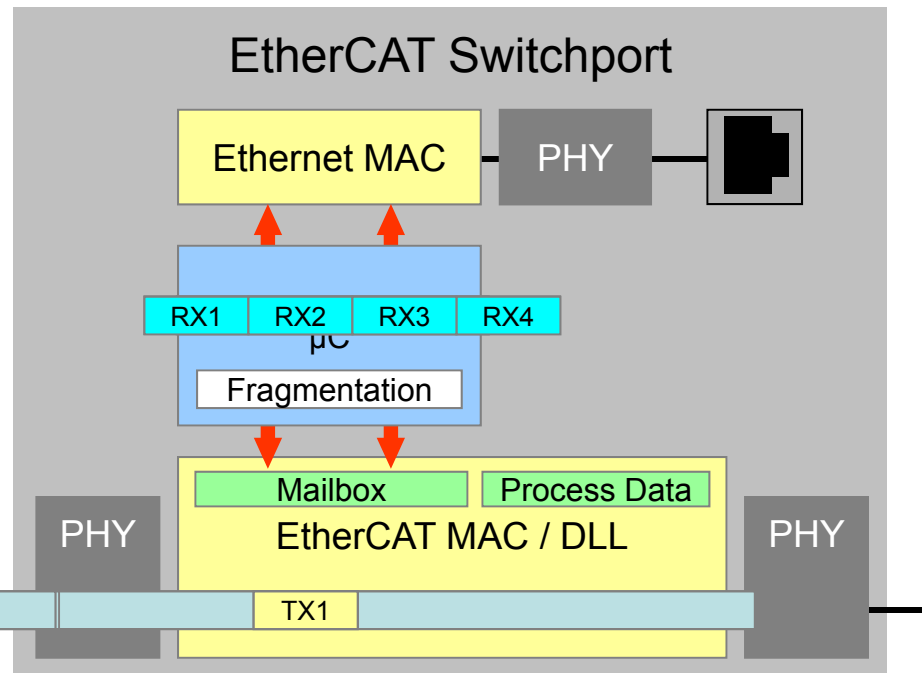 EtherCAT Switchport
Ethernet MAC
PHY
RX1
RX2
RX3
RX4
µC
Fragmentation
Mailbox
Process Data
PHY
EtherCAT MAC / DLL
PHY
TX1